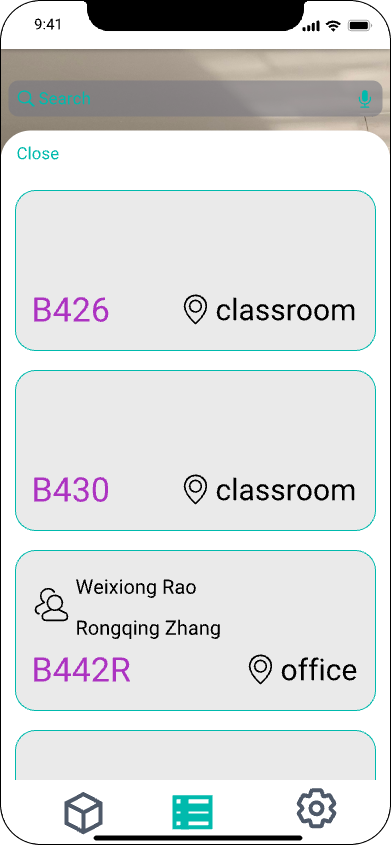 9:41
Search
Close
B426 classroom
B430 classroom
Weixiong Rao
Rongqing Zhang
B442R office